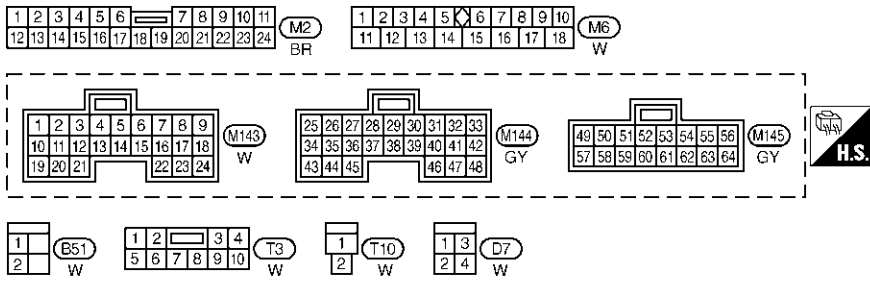 1 2 3 4 5 6 7 8 9 10 11
12 13 14 15 16 17 18 19 20 21 22 23 24
M2
BR
1 2 3 4 5 6 7 8 9 10
11 12 13 14 15 16 17 18
M6
W
1 2 3 4 5 6 7 8 9
10 11 12 13 14 15 16 17 18
19 20 21 22 23 24
M143
W
25 26 27 28 29 30 31 32 33
34 35 36 37 38 39 40 41 42
43 44 45 46 47 48
M144
GY
49 50 51 52 53 54 55 56
57 58 59 60 61 62 63 64
M145
GY
H.S.
1
2
B51
W
1 2 3 4
5 6 7 8 9 10
T3
W
1
2
T10
W
1 3
2 4
D7
W